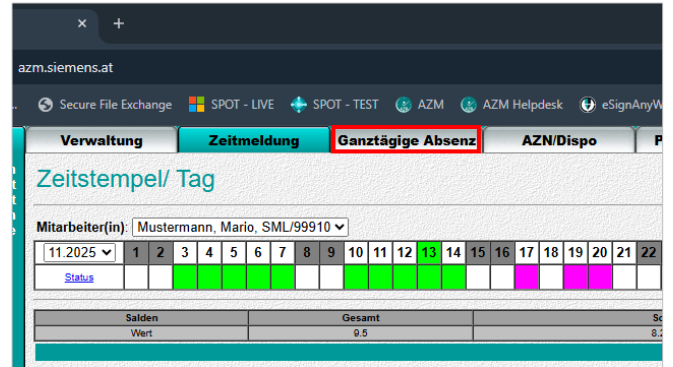 × +
azm.siemens.at
Secure File Exchange SPOT - LIVE SPOT - TEST AZM AZM Helpdesk
Verwaltung Zeitmeldung Ganztägige Absenz AZN/Dispo
Zeitstempel/ Tag
Mitarbeiter(in): Mustermann, Mario, SML/99910
11.2025 1 2 3 4 5 6 7 8 9 10 11 12 13 14 15 16 17 18 19 20 21 22
Status
Salden Gesamt
Wert 9.5